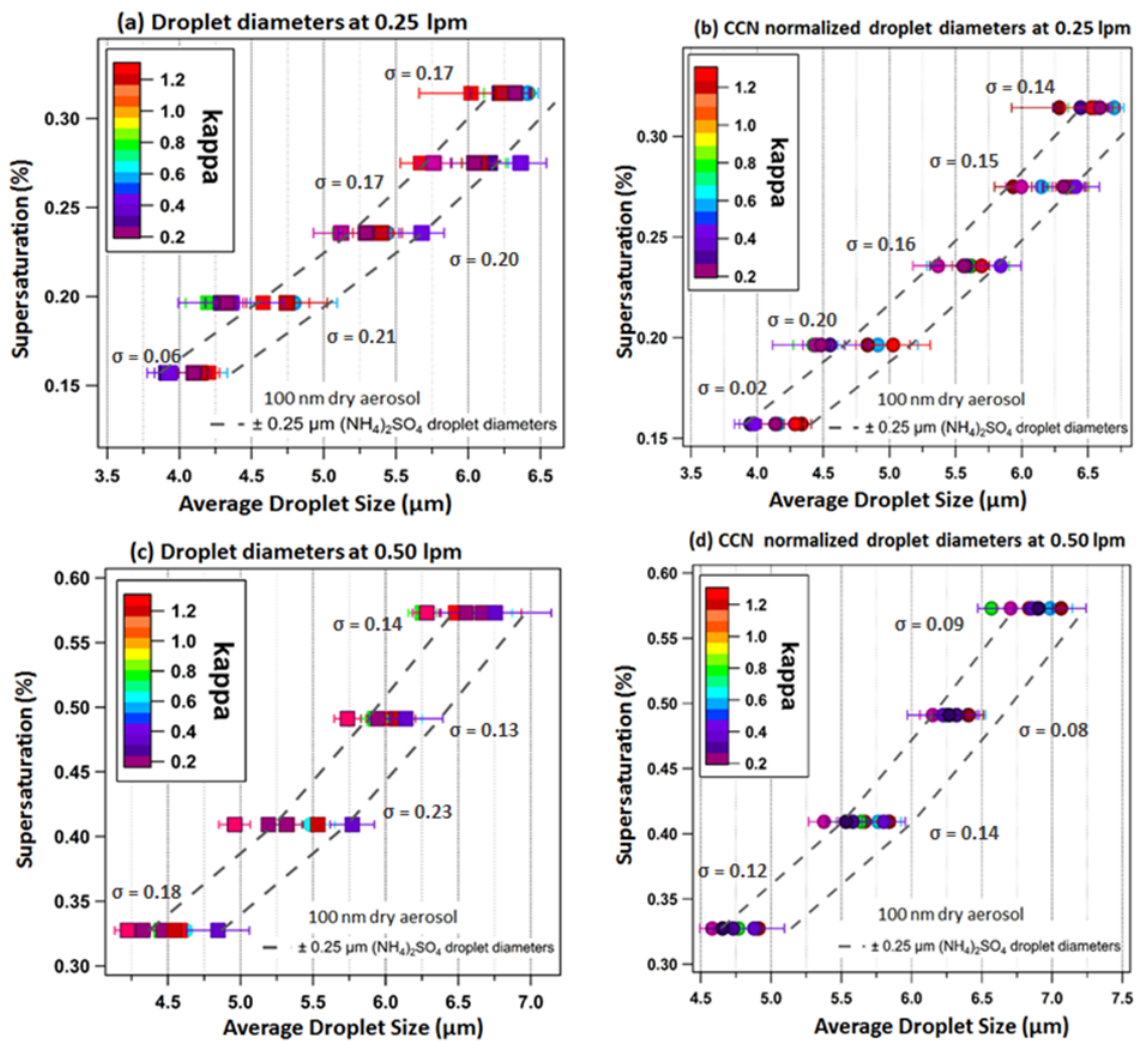 (a) Droplet diameters at 0.25 lpm
1.2
1.0
0.8
0.6
0.4
0.2
kappa
σ = 0.17
σ = 0.17
σ = 0.20
σ = 0.21
σ = 0.06
100 nm dry aerosol
± 0.25 µm (NH₄)₂SO₄ droplet diameters
Supersaturation (%)
0.30
0.25
0.20
0.15
4.0
4.5
5.0
5.5
6.0
6.5
Average Droplet Size (µm)
(b) CCN normalized droplet diameters at 0.25 lpm
1.2
1.0
0.8
0.6
0.4
0.2
kappa
σ = 0.14
σ = 0.15
σ = 0.16
σ = 0.20
σ = 0.02
100 nm dry aerosol
± 0.25 µm (NH₄)₂SO₄ droplet diameters
Supersaturation (%)
0.30
0.25
0.20
0.15
3.5
4.0
4.5
5.0
5.5
6.0
6.5
Average Droplet Size (µm)
(c) Droplet diameters at 0.50 lpm
1.2
1.0
0.8
0.6
0.4
0.2
kappa
σ = 0.14
σ = 0.13
σ = 0.23
σ = 0.18
100 nm dry aerosol
± 0.25 µm (NH₄)₂SO₄ droplet diameters
Supersaturation (%)
0.60
0.55
0.50
0.45
0.40
0.35
0.30
4.5
5.0
5.5
6.0
6.5
7.0
Average Droplet Size (µm)
(d) CCN normalized droplet diameters at 0.50 lpm
1.2
1.0
0.8
0.6
0.4
0.2
kappa
σ = 0.09
σ = 0.08
σ = 0.14
σ = 0.12
100 nm dry aerosol
± 0.25 µm (NH₄)₂SO₄ droplet diameters
Supersaturation (%)
0.60
0.55
0.50
0.45
0.40
0.35
0.30
4.5
5.0
5.5
6.0
6.5
7.0
7.5
Average Droplet Size (µm)